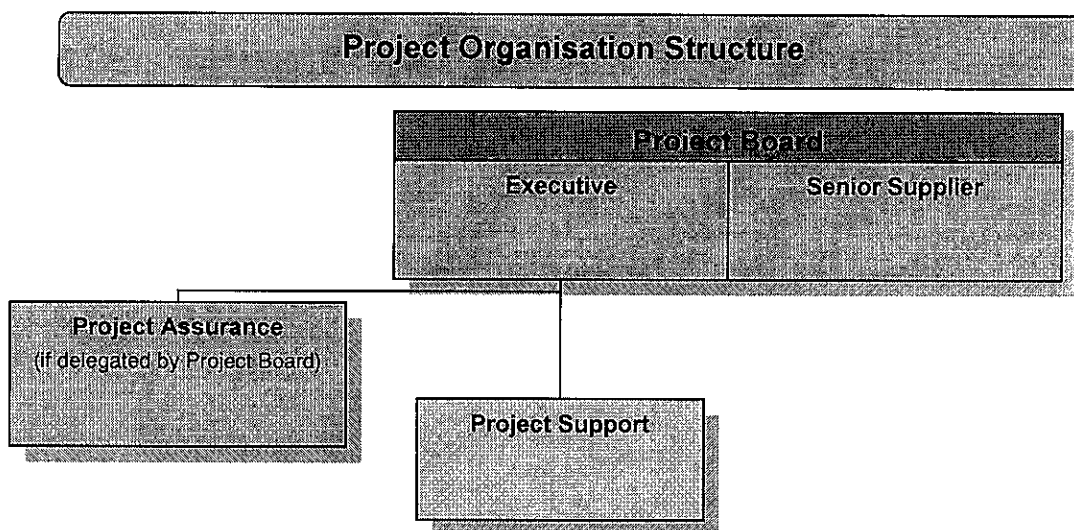 Project Organisation Structure
Project Board
Executive
Senior Supplier
Project Assurance
(if delegated by Project Board)
Project Support